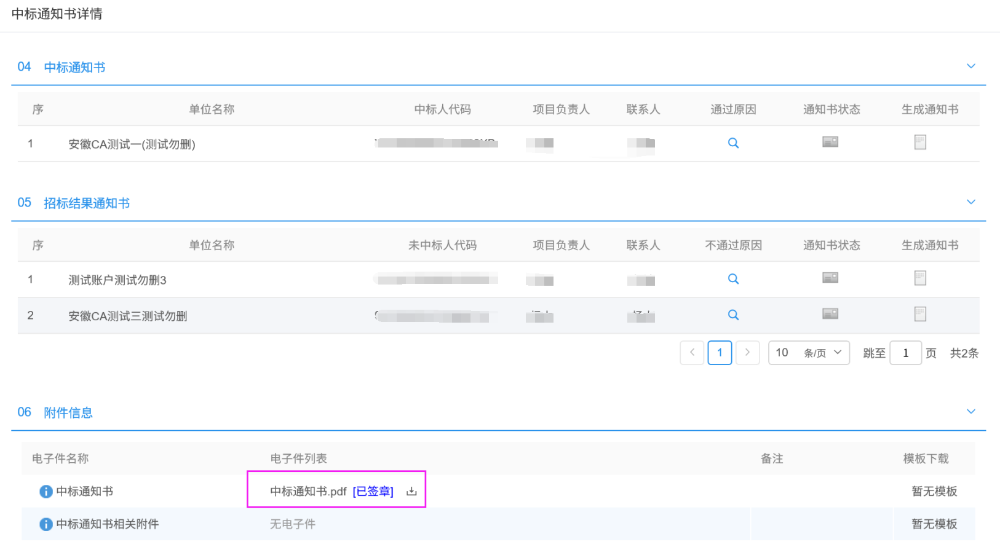 中标通知书详情
04 中标通知书
序 单位名称 中标人代码 项目负责人 联系人 通过原因 通知书状态 生成通知书
1 安徽CA测试一(测试勿删)
05 招标结果通知书
序 单位名称 未中标人代码 项目负责人 联系人 不通过原因 通知书状态 生成通知书
1 测试账户测试勿删3
2 安徽CA测试三测试勿删
1 10 条/页 跳至 1 页 共2条
06 附件信息
电子件名称 电子件列表 备注 模板下载
中标通知书 中标通知书.pdf [已签章] 暂无模板
中标通知书相关附件 无电子件 暂无模板